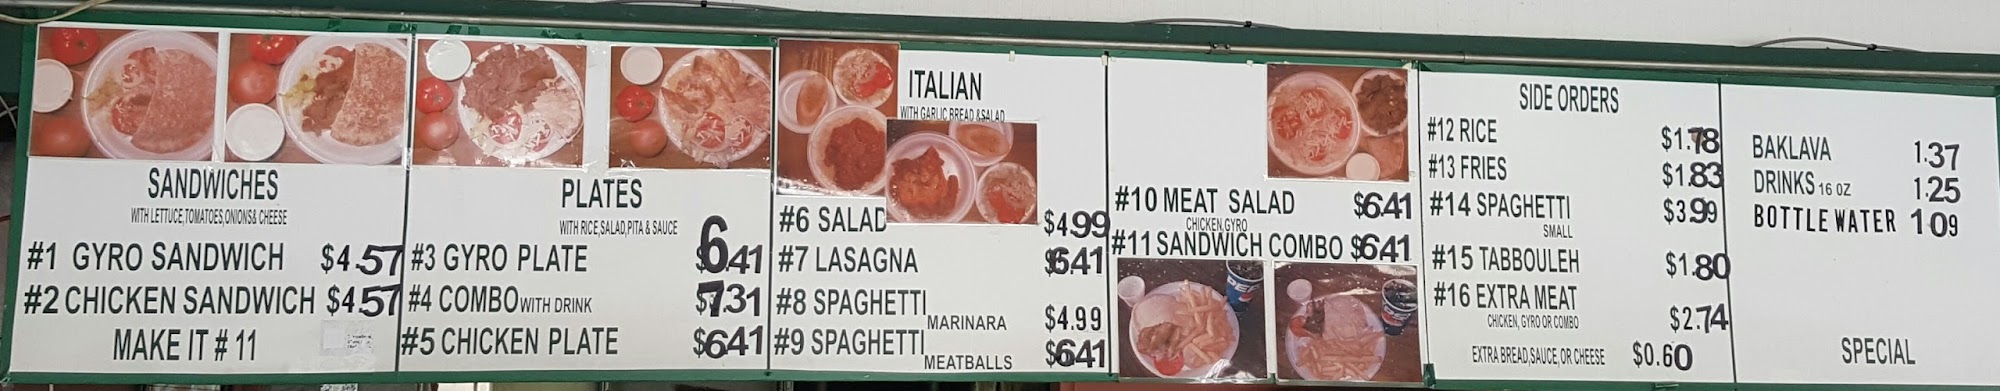 SANDWICHES
WITH LETTUCE,TOMATOES,ONIONS& CHEESE
#1 GYRO SANDWICH $4.57
#2 CHICKEN SANDWICH $4.57
MAKE IT # 11
PLATES
WITH RICE,SALAD,PITA & SAUCE
#3 GYRO PLATE $6.41
#4 COMBO WITH DRINK $7.31
#5 CHICKEN PLATE $6.41
ITALIAN
WITH GARLIC BREAD &SALAD
#6 SALAD $4.99
#7 LASAGNA $6.41
#8 SPAGHETTI MARINARA $4.99
#9 SPAGHETTI MEATBALLS $6.41
#10 MEAT SALAD $6.41
CHICKEN,GYRO
#11 SANDWICH COMBO $6.41
PEPSI
SIDE ORDERS
#12 RICE $1.78
#13 FRIES $1.83
#14 SPAGHETTI $3.99
SMALL
#15 TABBOULEH $1.80
#16 EXTRA MEAT
CHICKEN, GYRO OR COMBO $2.74
EXTRA BREAD,SAUCE, OR CHEESE $0.60
BAKLAVA 1.37
DRINKS 16 OZ 1.25
BOTTLE WATER 1.09
SPECIAL